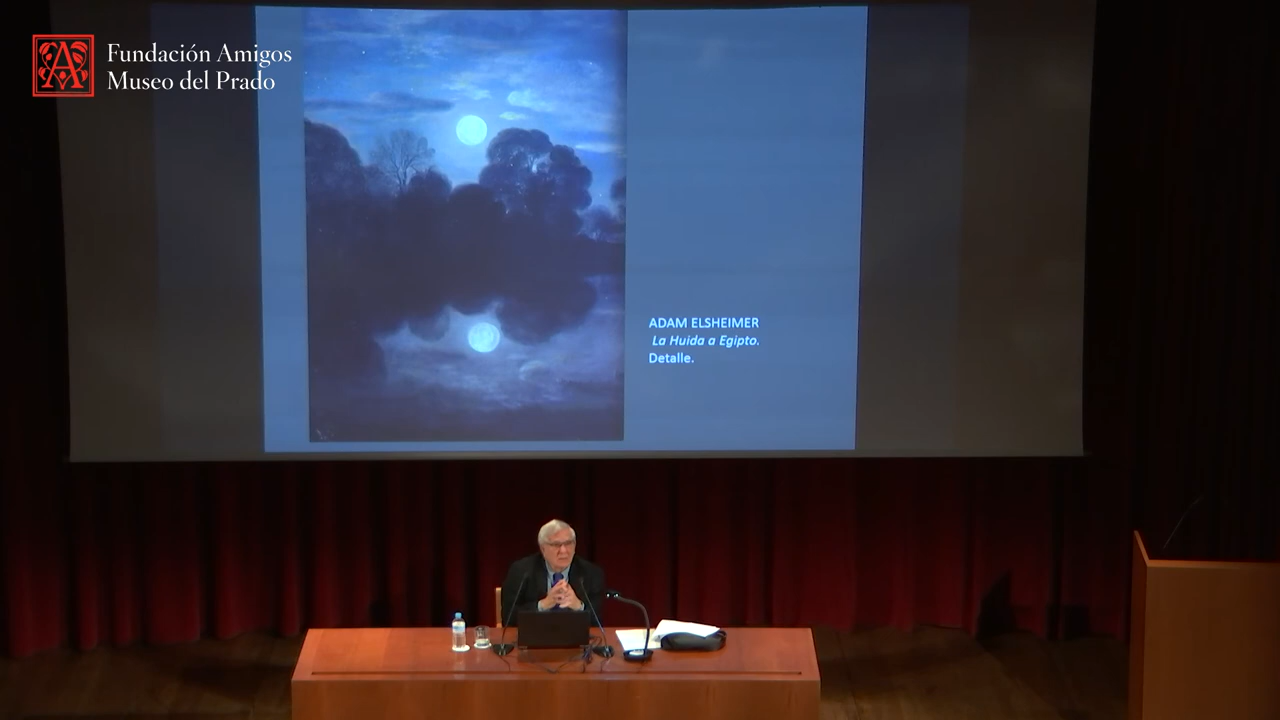 Fundación Amigos
Museo del Prado
ADAM ELSHEIMER
La Huida a Egipto.
Detalle.